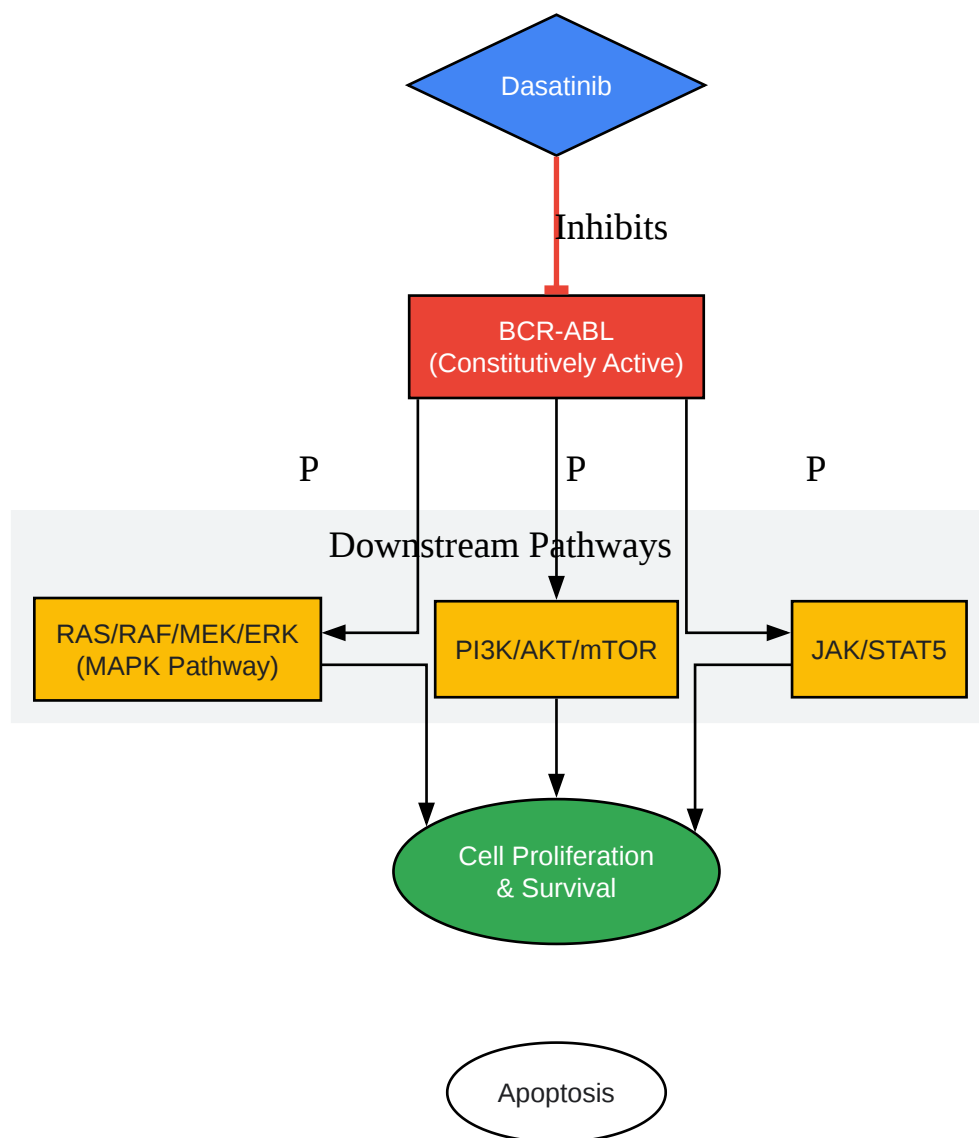 Dasatinib
Inhibits
BCR-ABL
(Constitutively Active)
P
P
P
Downstream Pathways
RAS/RAF/MEK/ERK
(MAPK Pathway)
PI3K/AKT/mTOR
JAK/STAT5
Cell Proliferation
& Survival
Apoptosis